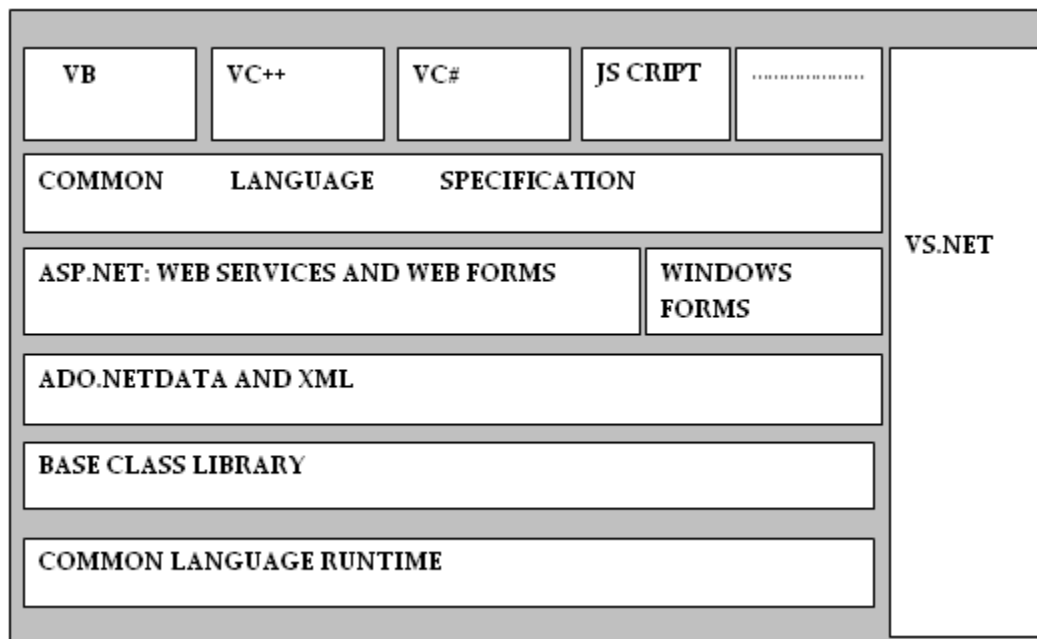 VB
VC++
VC#
JS CRIPT
.....................
COMMON LANGUAGE SPECIFICATION
VS.NET
ASP.NET: WEB SERVICES AND WEB FORMS
WINDOWS
FORMS
ADO.NETDATA AND XML
BASE CLASS LIBRARY
COMMON LANGUAGE RUNTIME